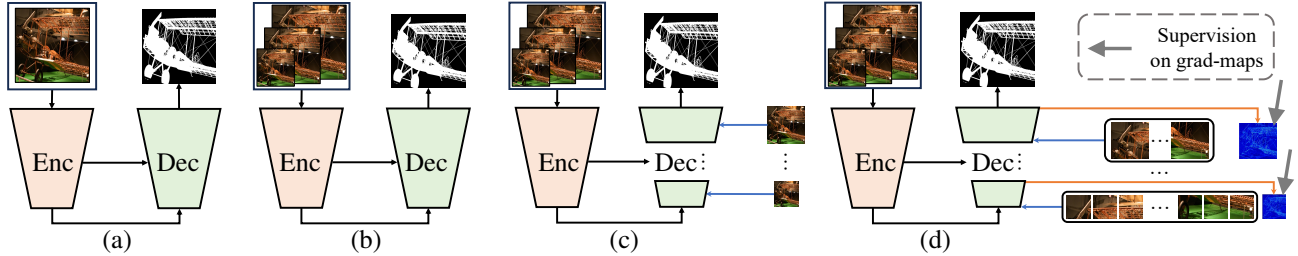 Enc
Dec
(a)
Enc
Dec
(b)
Enc
Dec
(c)
Enc
Dec
(d)
Supervision
on grad-maps